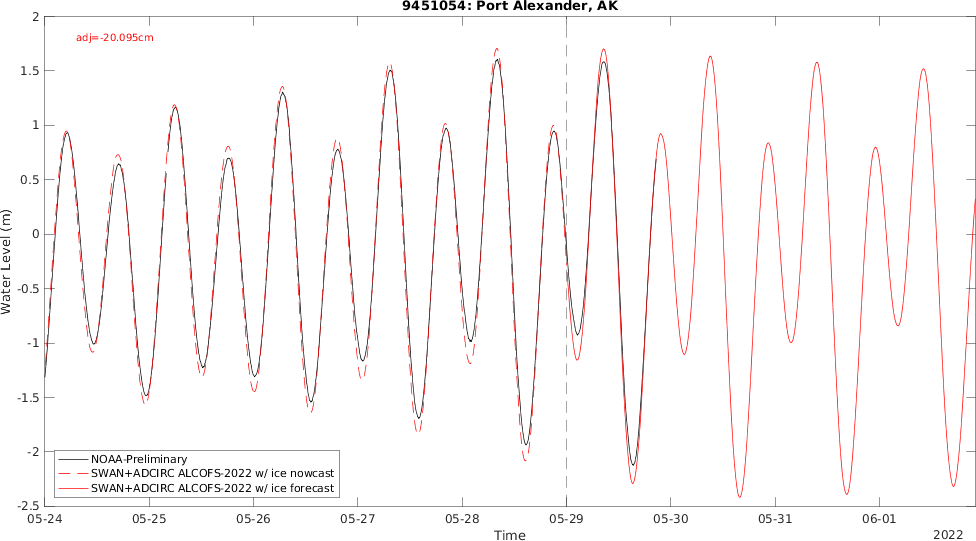 9451054: Port Alexander, AK
adj=-20.095cm
2
1.5
1
0.5
0
-0.5
-1
-1.5
-2
-2.5
Water Level (m)
NOAA-Preliminary
SWAN+ADCIRC ALCOFS-2022 w/ ice nowcast
SWAN+ADCIRC ALCOFS-2022 w/ ice forecast
05-24 05-25 05-26 05-27 05-28 05-29 05-30 05-31 06-01
Time
2022